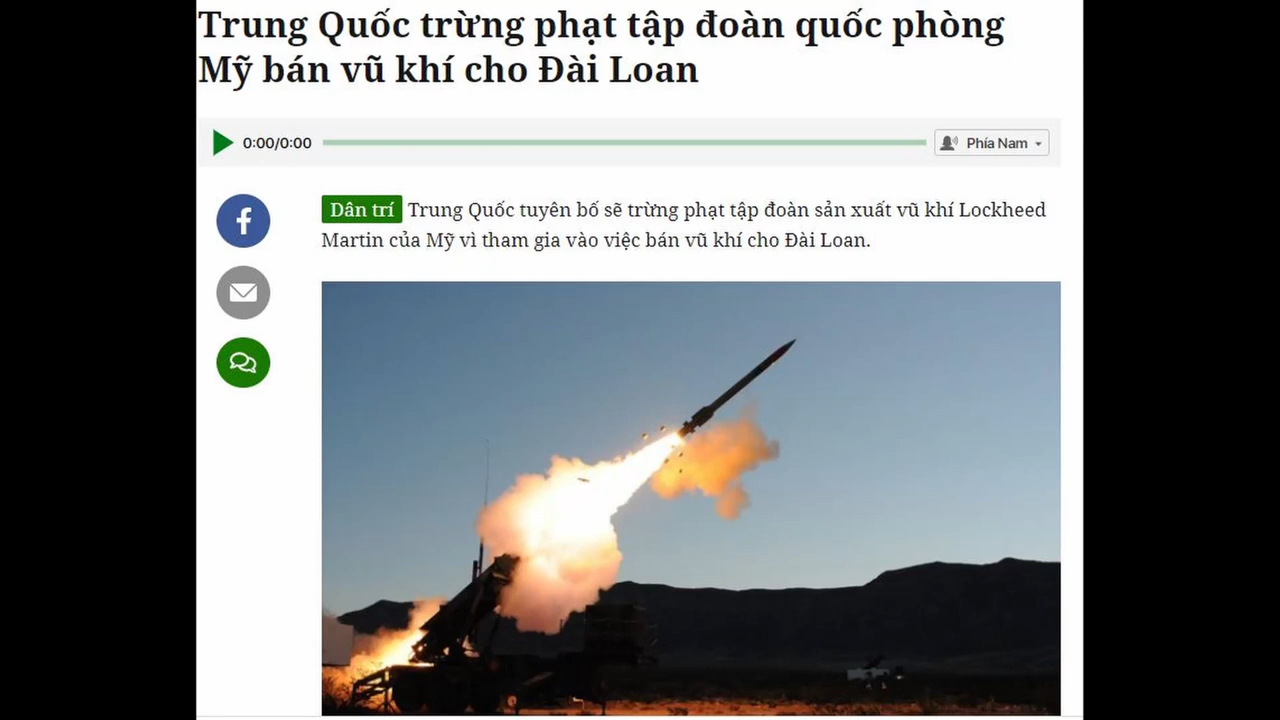 Trung Quốc trừng phạt tập đoàn quốc phòng
Mỹ bán vũ khí cho Đài Loan
0:00/0:00
Phía Nam
Dân trí Trung Quốc tuyên bố sẽ trừng phạt tập đoàn sản xuất vũ khí Lockheed
Martin của Mỹ vì tham gia vào việc bán vũ khí cho Đài Loan.